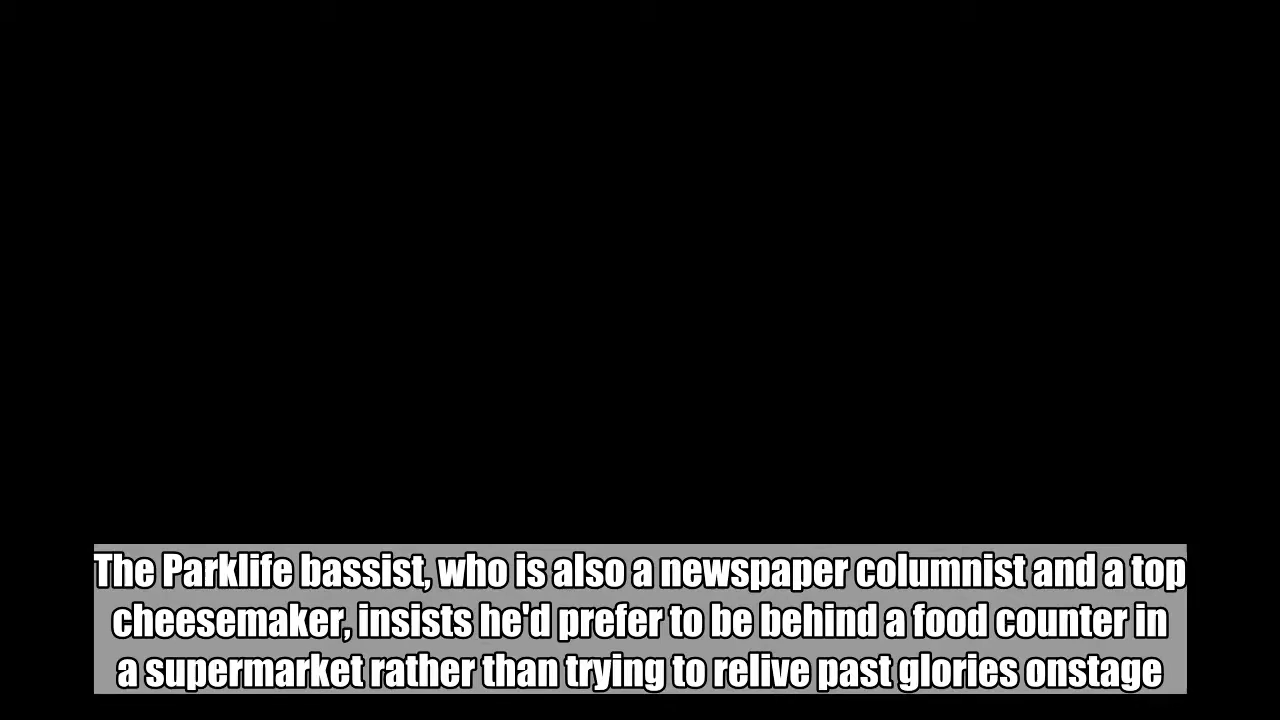 The Parklife bassist, who is also a newspaper columnist and a top
cheesemaker, insists he'd prefer to be behind a food counter in
a supermarket rather than trying to relive past glories onstage